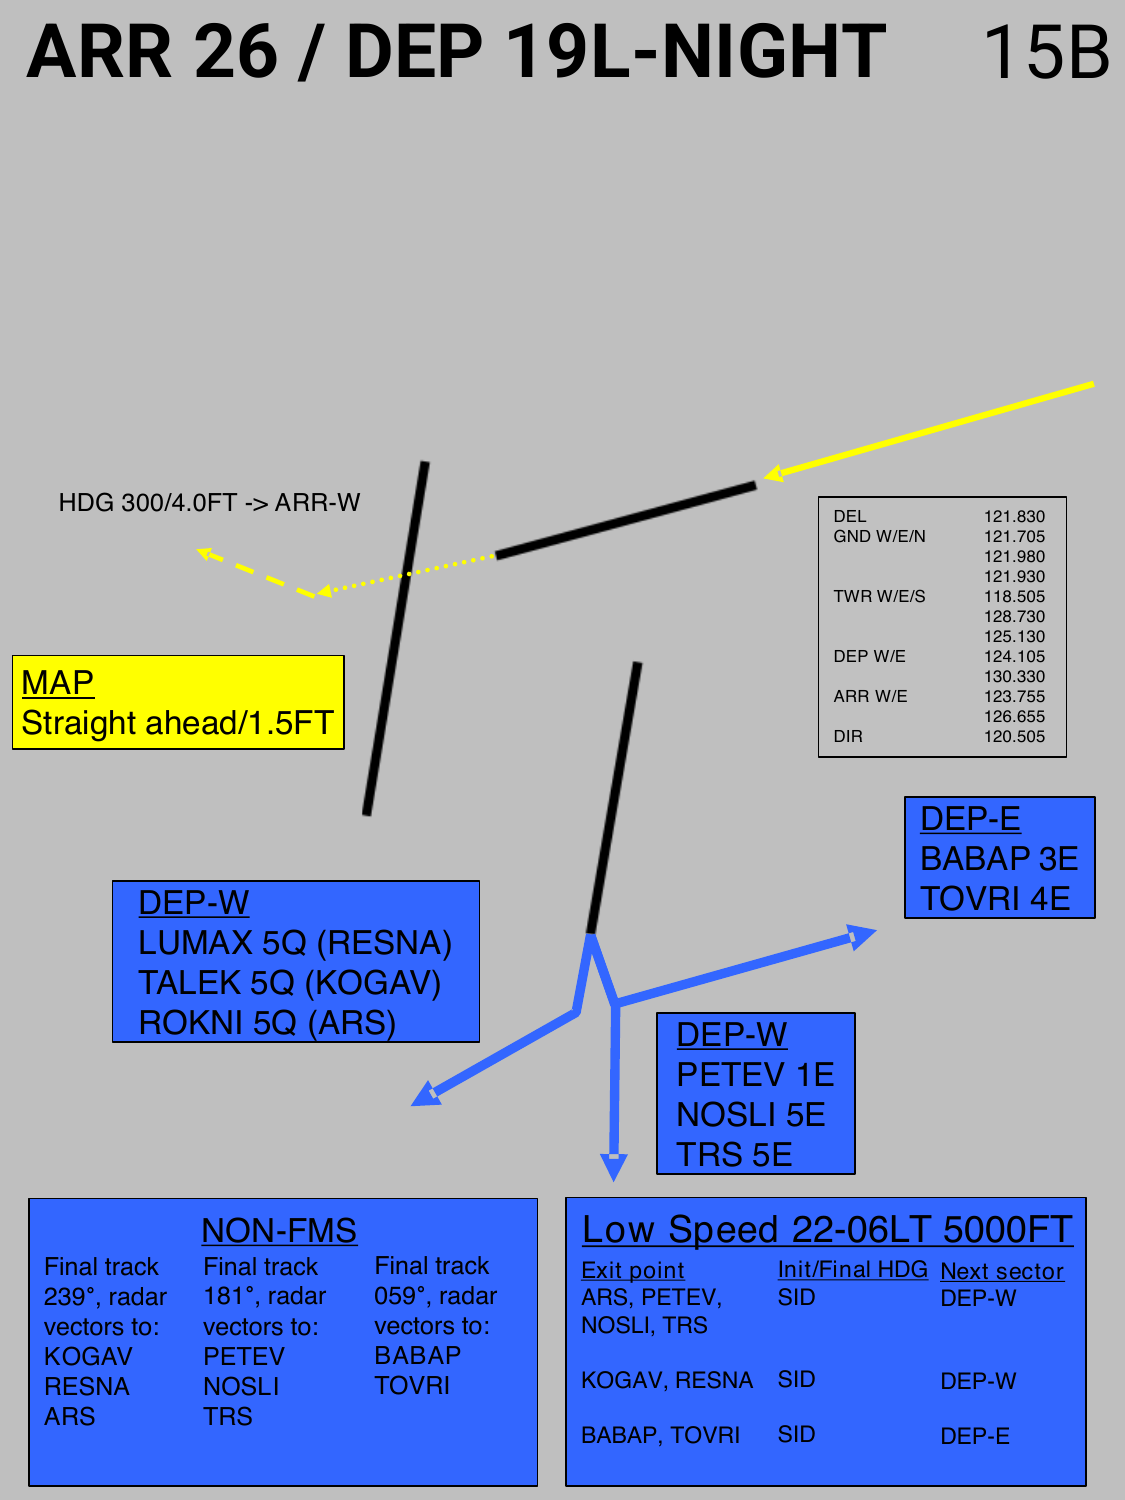 ARR 26 / DEP 19L-NIGHT 15B
HDG 300/4.0FT -> ARR-W
DEL 121.830
GND W/E/N 121.705
121.980
121.930
TWR W/E/S 118.505
128.730
125.130
DEP W/E 124.105
130.330
ARR W/E 123.755
126.655
DIR 120.505
MAP
Straight ahead/1.5FT
DEP-E
BABAP 3E
TOVRI 4E
DEP-W
LUMAX 5Q (RESNA)
TALEK 5Q (KOGAV)
ROKNI 5Q (ARS)
DEP-W
PETEV 1E
NOSLI 5E
TRS 5E
NON-FMS
Final track
239°, radar
vectors to:
KOGAV
RESNA
ARS
Final track
181°, radar
vectors to:
PETEV
NOSLI
TRS
Final track
059°, radar
vectors to:
BABAP
TOVRI
Low Speed 22-06LT 5000FT
Exit point Init/Final HDG Next sector
ARS, PETEV, SID DEP-W
NOSLI, TRS
KOGAV, RESNA SID DEP-W
BABAP, TOVRI SID DEP-E